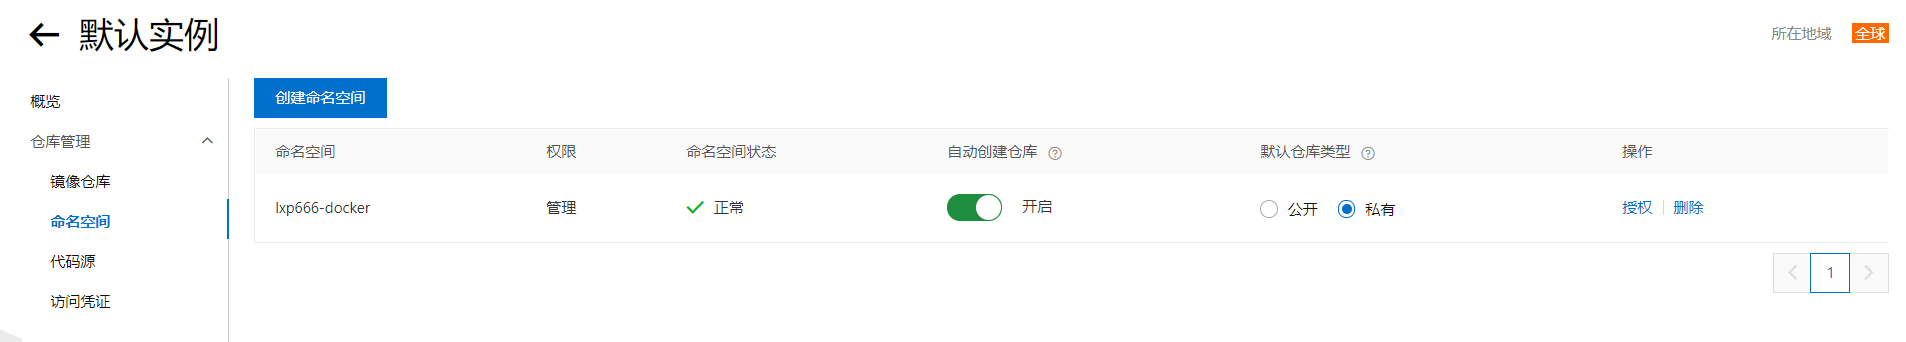 默认实例
所在地域 全球
概览
仓库管理
镜像仓库
命名空间
代码源
访问凭证
创建命名空间
命名空间 权限 命名空间状态 自动创建仓库 默认仓库类型 操作
lxp666-docker 管理 正常 开启 公开 私有 授权 删除
1